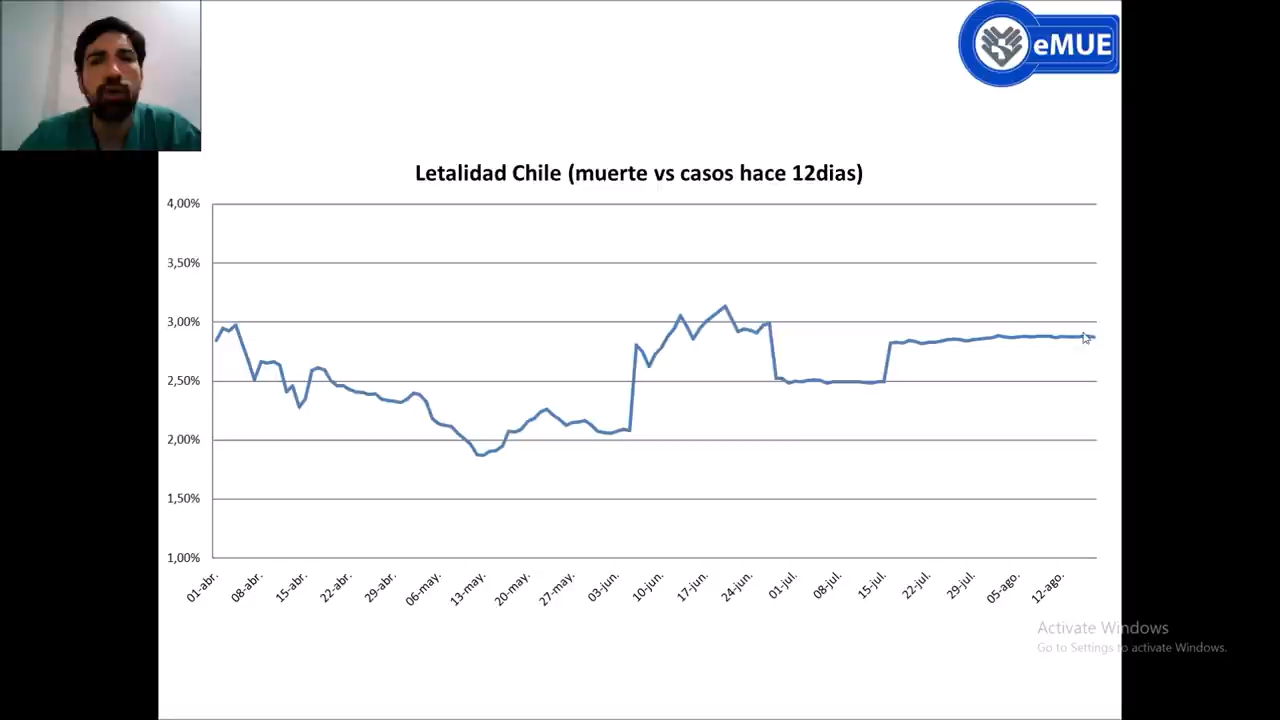 eMUE
Letalidad Chile (muerte vs casos hace 12dias)
4,00%
3,50%
3,00%
2,50%
2,00%
1,50%
1,00%
01-abr.
08-abr.
15-abr.
22-abr.
29-abr.
06-may.
13-may.
20-may.
27-may.
03-jun.
10-jun.
17-jun.
24-jun.
01-jul.
08-jul.
15-jul.
22-jul.
29-jul.
05-ago.
12-ago.
Activate Windows
Go to Settings to activate Windows.